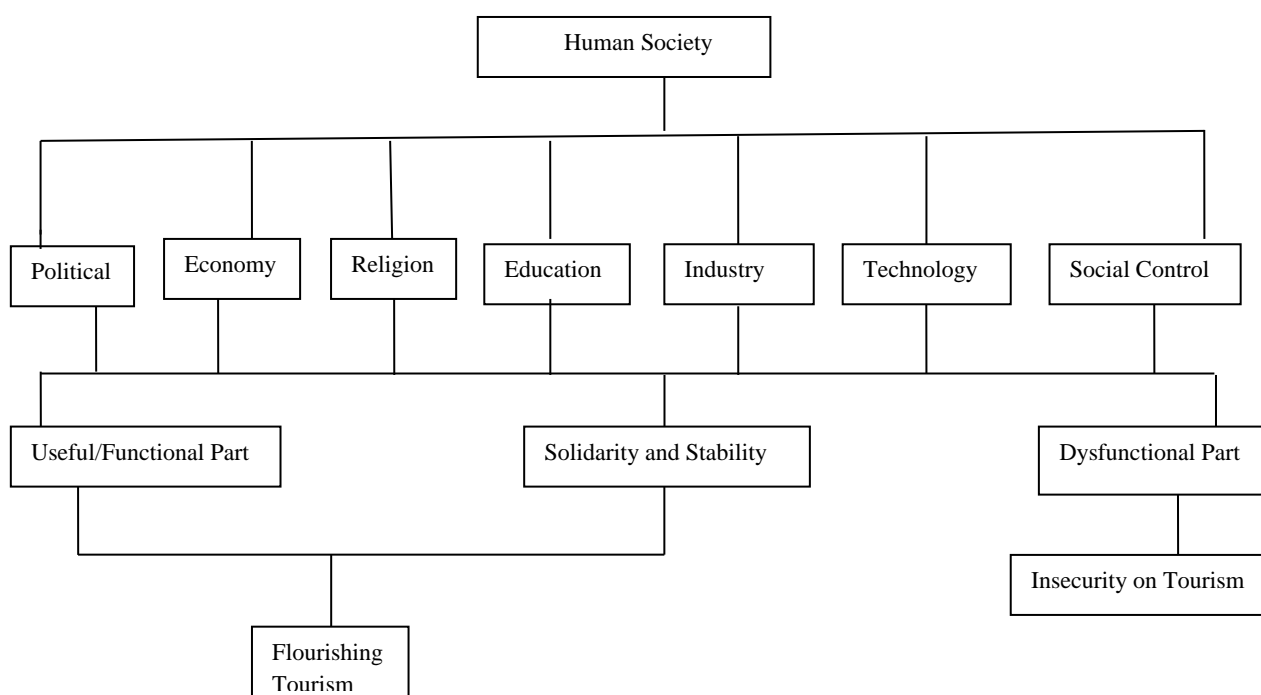 Human Society
Political
Economy
Religion
Education
Industry
Technology
Social Control
Useful/Functional Part
Solidarity and Stability
Dysfunctional Part
Insecurity on Tourism
Flourishing
Tourism